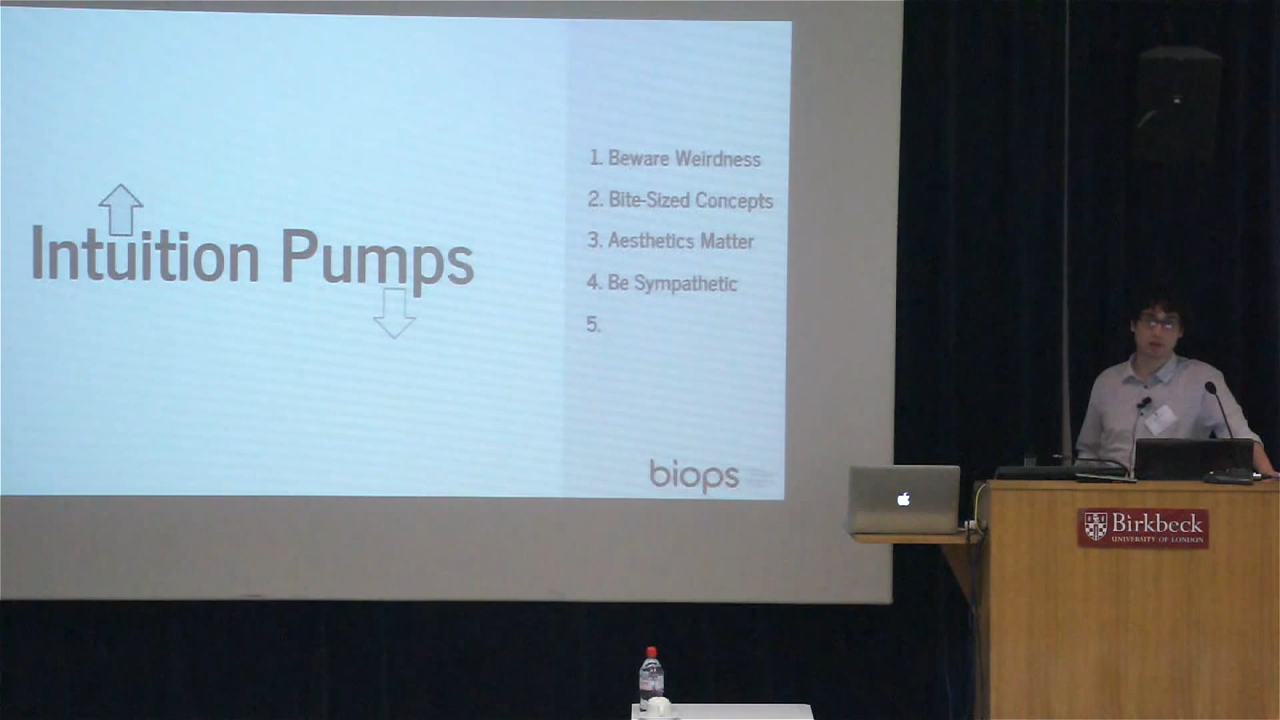 Intuition Pumps
1. Beware Weirdness
2. Bite-Sized Concepts
3. Aesthetics Matter
4. Be Sympathetic
5.
biops
Birkbeck
UNIVERSITY OF LONDON